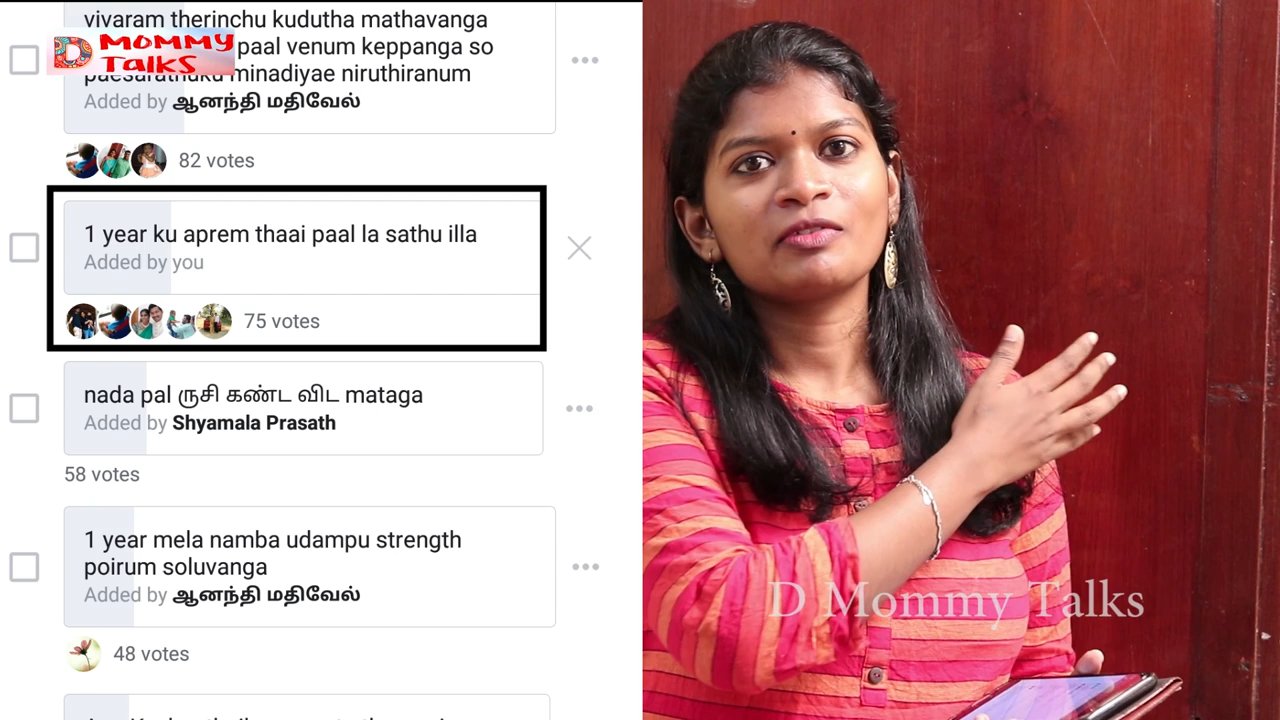 vivaram therinchu kudutha mathavanga
D MOMMY TALKS
paal venum keppanga so
paesarathuku minadiyae niruthiranum
Added by ஆனந்தி மதிவேல்
82 votes
1 year ku aprem thaai paal la sathu illa
Added by you
75 votes
nada pal ருசி கண்ட விட mataga
Added by Shyamala Prasath
58 votes
1 year mela namba udampu strength
poirum soluvanga
Added by ஆனந்தி மதிவேல்
48 votes
D Mommy Talks